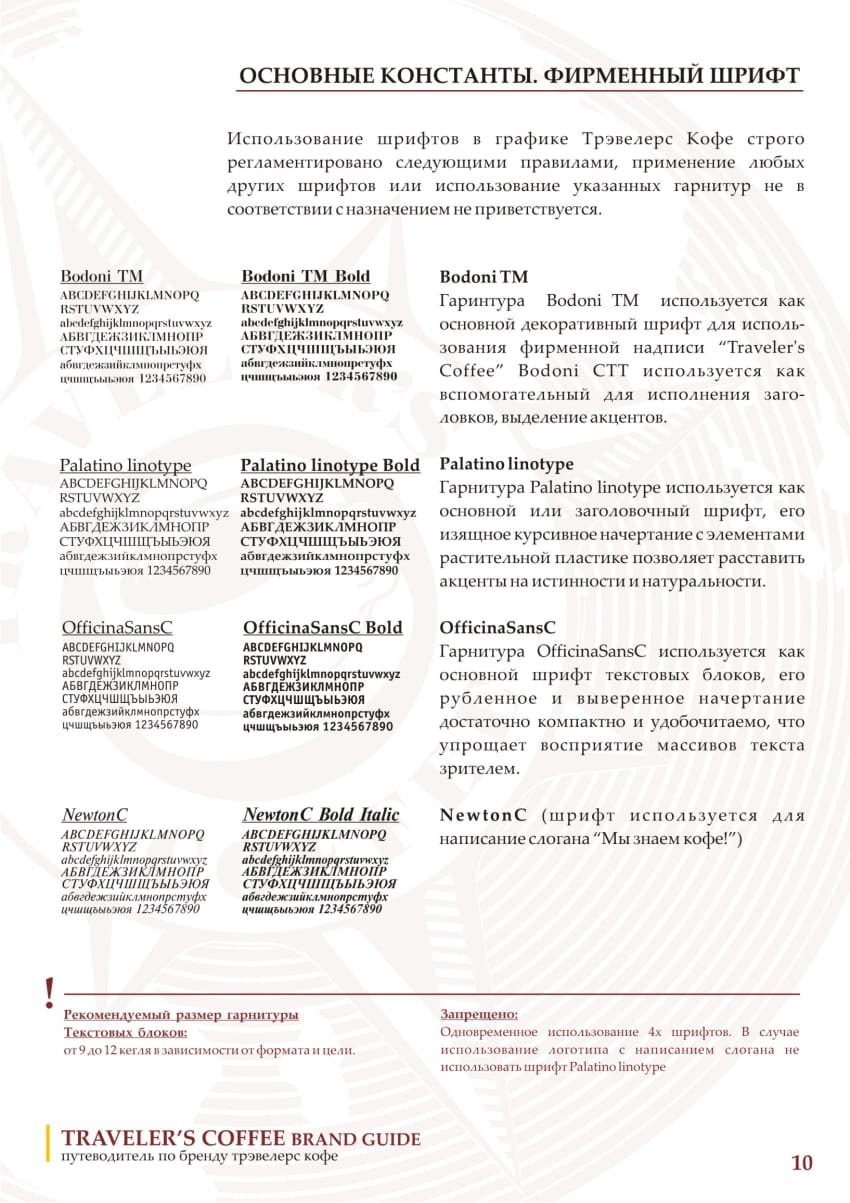 ОСНОВНЫЕ КОНСТАНТЫ. ФИРМЕННЫЙ ШРИФТ
Использование шрифтов в графике Трэвелерс Кофе строго
регламентировано следующими правилами, применение любых
других шрифтов или использование указанных гарнитур не в
соответствии с назначением не приветствуется.
Bodoni TM
ABCDEFGHIJKLMNOPQ
RSTUVWXYZ
abcdefghijklmnopqrstuvwxyz
АБВГДЕЖЗИКЛМНОПР
СТУФХЦЧШЩЪЫЬЭЮЯ
абвгдежзийклмнопрстуфх
цчшщъыьэюя 1234567890
Bodoni TM Bold
ABCDEFGHIJKLMNOPQ
RSTUVWXYZ
abcdefghijklmnopqrstuvwxyz
АБВГДЕЖЗИКЛМНОПР
СТУФХЦЧШЩЪЫЬЭЮЯ
абвгдежзийклмнопрстуфх
цчшщъыьэюя 1234567890
Bodoni TM
Гаринтура Bodoni TM используется как
основной декоративный шрифт для исполь-
зования фирменной надписи “Traveler's
Coffee” Bodoni CTT используется как
вспомогательный для исполнения заго-
ловков, выделение акцентов.
Palatino linotype
ABCDEFGHIJKLMNOPQ
RSTUVWXYZ
abcdefghijklmnopqrstuvwxyz
АБВГДЕЖЗИКЛМНОПР
СТУФХЦЧШЩЪЫЬЭЮЯ
абвгдежзийклмнопрстуфх
цчшщъыьэюя 1234567890
Palatino linotype Bold
ABCDEFGHIJKLMNOPQ
RSTUVWXYZ
abcdefghijklmnopqrstuvwxyz
АБВГДЕЖЗИКЛМНОПР
СТУФХЦЧШЩЪЫЬЭЮЯ
абвгдежзийклмнопрстуфх
цчшщъыьэюя 1234567890
Palatino linotype
Гарнитура Palatino linotype используется как
основной или заголовочный шрифт, его
изящное курсивное начертание с элементами
растительной пластике позволяет расставить
акценты на истинности и натуральности.
OfficinaSansC
ABCDEFGHIJKLMNOPQ
RSTUVWXYZ
abcdefghijklmnopqrstuvwxyz
АБВГДЕЖЗИКЛМНОПР
СТУФХЦЧШЩЪЫЬЭЮЯ
абвгдежзийклмнопрстуфх
цчшщъыьэюя 1234567890
OfficinaSansC Bold
ABCDEFGHIJKLMNOPQ
RSTUVWXYZ
abcdefghijklmnopqrstuvwxyz
АБВГДЕЖЗИКЛМНОПР
СТУФХЦЧШЩЪЫЬЭЮЯ
абвгдежзийклмнопрстуфх
цчшщъыьэюя 1234567890
OfficinaSansC
Гарнитура OfficinaSansC используется как
основной шрифт текстовых блоков, его
рубленное и выверенное начертание
достаточно компактно и удобочитаемо, что
упрощает восприятие массивов текста
зрителем.
NewtonC
ABCDEFGHIJKLMNOPQ
RSTUVWXYZ
abcdefghijklmnopqrstuvwxyz
АБВГДЕЖЗИКЛМНОПР
СТУФХЦЧШЩЪЫЬЭЮЯ
абвгдежзийклмнопрстуфх
цчшщъыьэюя 1234567890
NewtonC Bold Italic
ABCDEFGHIJKLMNOPQ
RSTUVWXYZ
abcdefghijklmnopqrstuvwxyz
АБВГДЕЖЗИКЛМНОПР
СТУФХЦЧШЩЪЫЬЭЮЯ
абвгдежзийклмнопрстуфх
цчшщъыьэюя 1234567890
NewtonC (шрифт используется для
написание слогана “Мы знаем кофе!”)
!
Рекомендуемый размер гарнитуры
Текстовых блоков:
от 9 до 12 кегля в зависимости от формата и цели.
Запрещено:
Одновременное использование 4х шрифтов. В случае
использование логотипа с написанием слогана не
использовать шрифт Palatino linotype
TRAVELER’S COFFEE BRAND GUIDE
путеводитель по бренду трэвелерс кофе
10